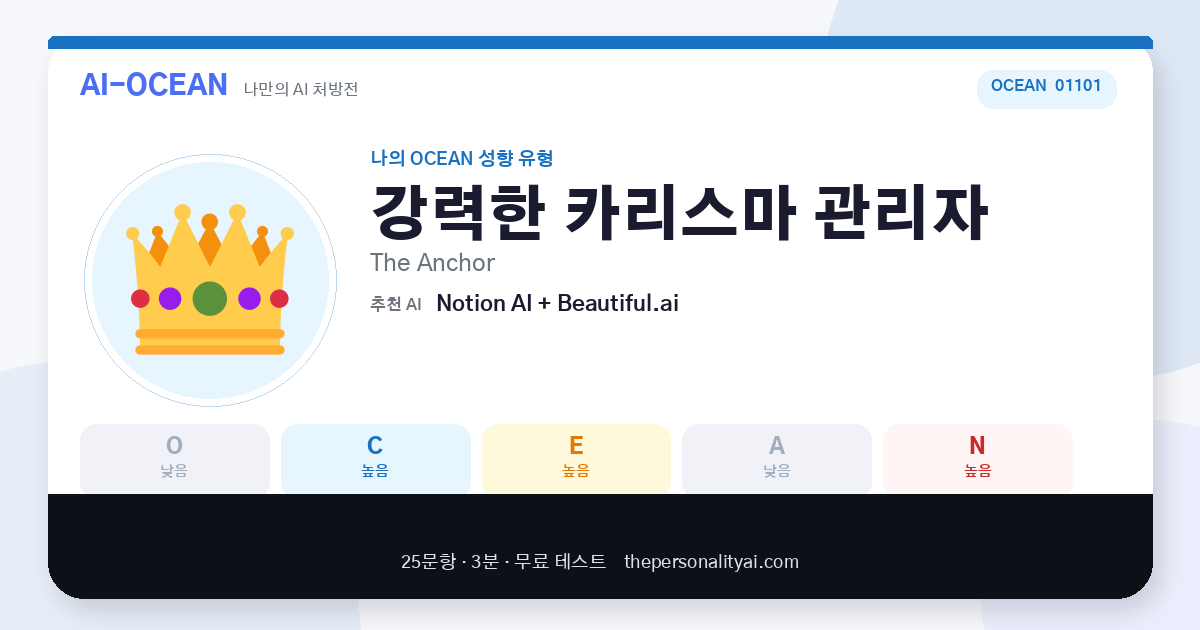 AI-OCEAN 나만의 AI 처방전
OCEAN 01101
나의 OCEAN 성향 유형
강력한 카리스마 관리자
The Anchor
추천 AI Notion AI + Beautiful.ai
O
낮음
C
높음
E
높음
A
낮음
N
높음
25문항 · 3분 · 무료 테스트 thepersonalityai.com